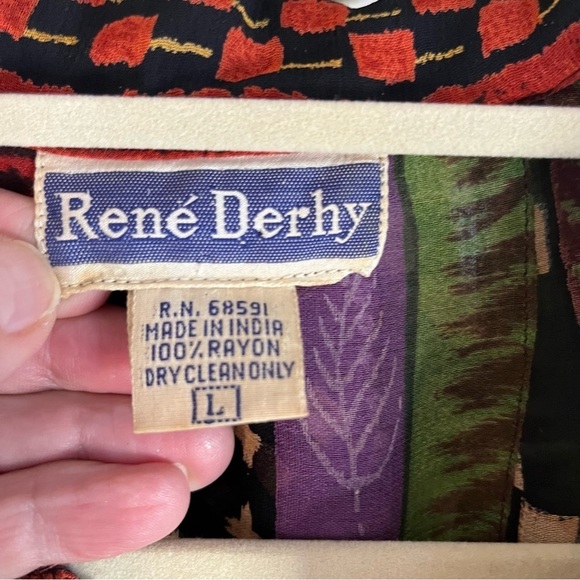 René Derhy
R.N. 68591
MADE IN INDIA
100% RAYON
DRY CLEAN ONLY
L